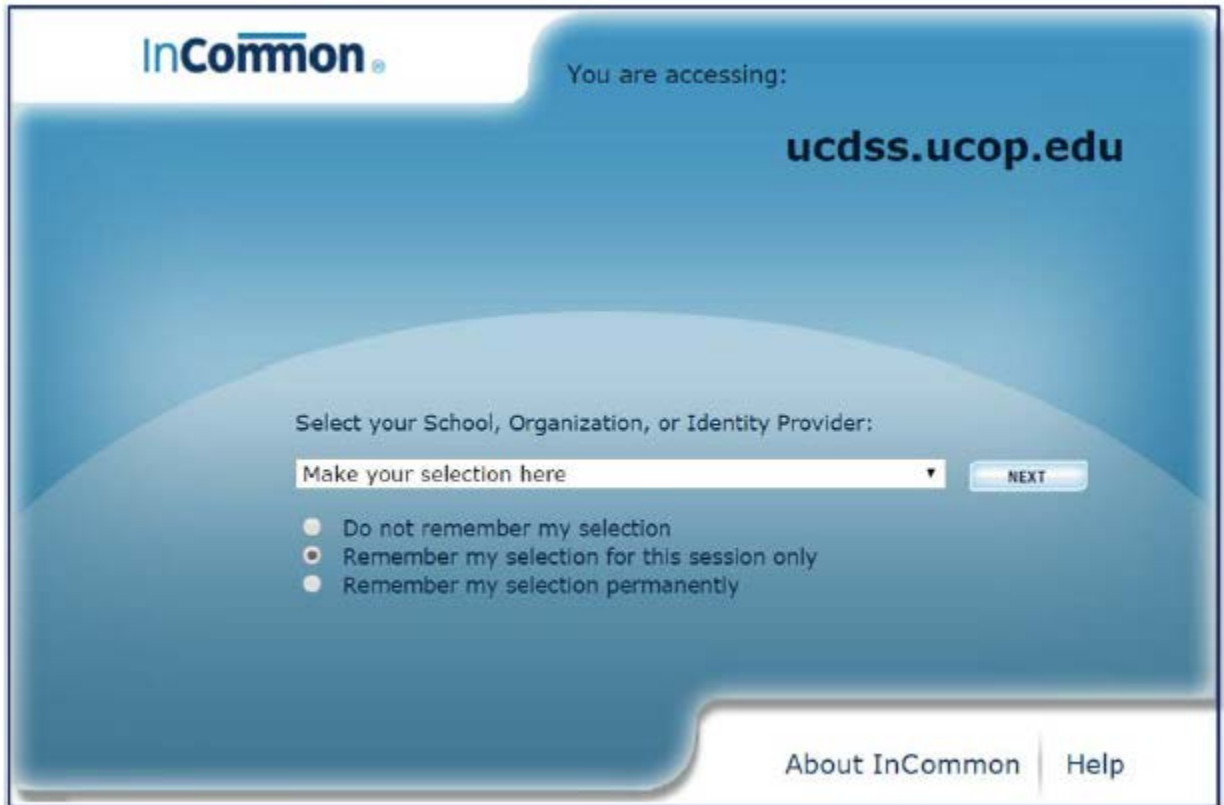 InCommon®
You are accessing:
ucdss.ucop.edu
Select your School, Organization, or Identity Provider:
Make your selection here
NEXT
Do not remember my selection
Remember my selection for this session only
Remember my selection permanently
About InCommon
Help